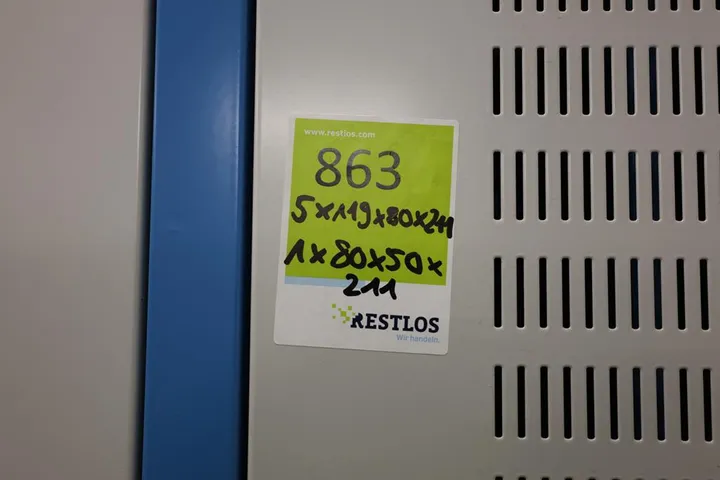 www.restlos.com
863
5x119x80x211
1x80x50x
211
RESTLOS
Wir handeln.